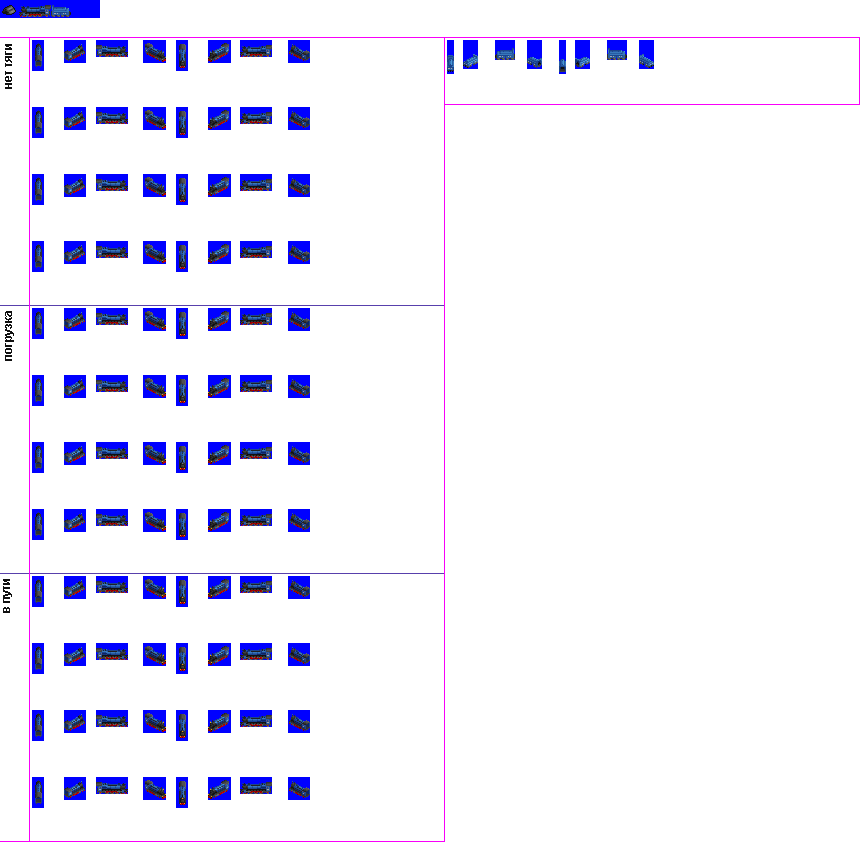 нет тяги
погрузка
в пути